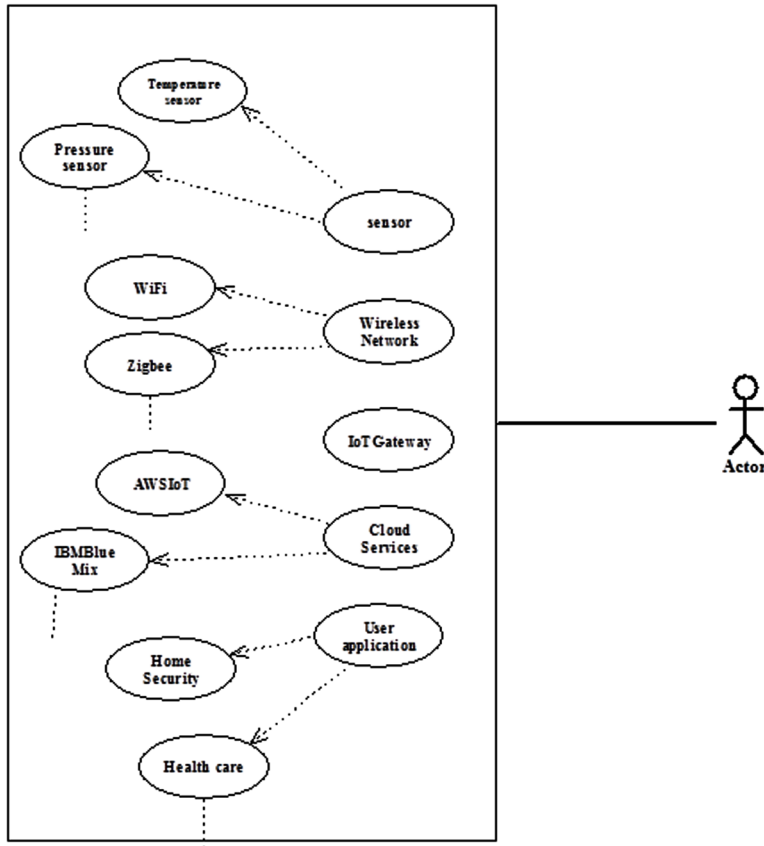 Temperature
sensor
Pressure
sensor
sensor
WiFi
Wireless
Network
Zigbee
IoT Gateway
AWSIoT
Cloud
Services
IBMBlue
Mix
User
application
Home
Security
Health care
Actor